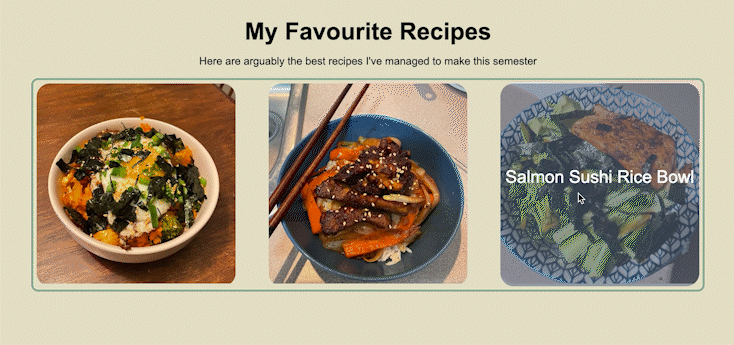 My Favourite Recipes
Here are arguably the best recipes I've managed to make this semester
Salmon Sushi Rice Bowl